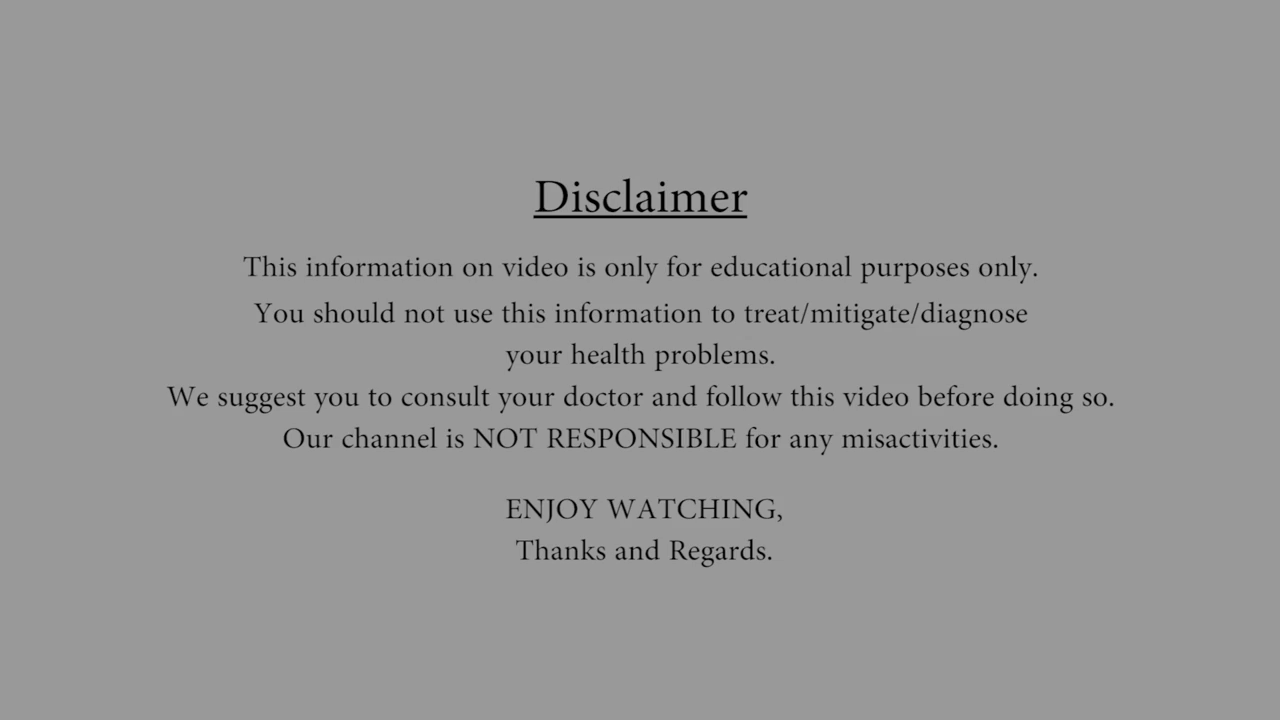 Disclaimer
This information on video is only for educational purposes only.
You should not use this information to treat/mitigate/diagnose
your health problems.
We suggest you to consult your doctor and follow this video before doing so.
Our channel is NOT RESPONSIBLE for any misactivities.
ENJOY WATCHING,
Thanks and Regards.